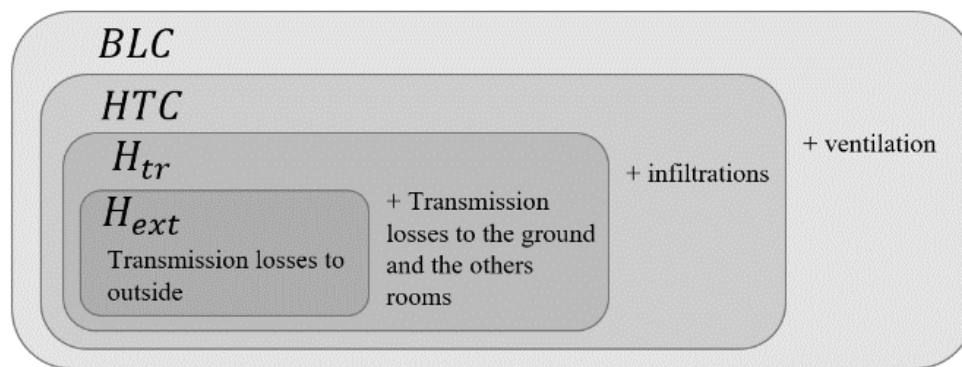 BLC
HTC
+ ventilation
H_tr
+ infiltrations
H_ext
+ Transmission
losses to the ground
and the others
rooms
Transmission losses to
outside